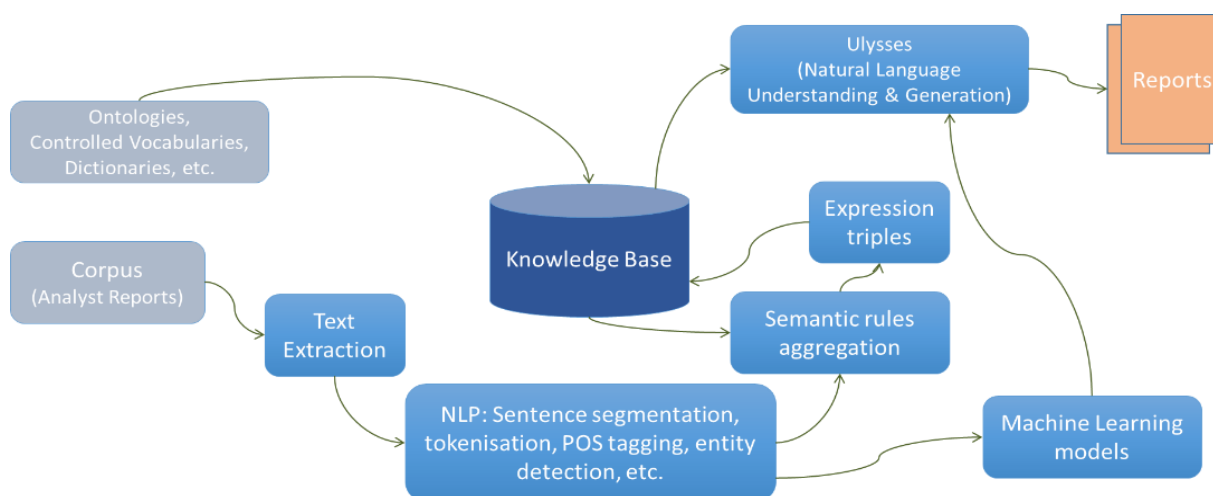 Ulysses
(Natural Language
Understanding & Generation)
Reports
Ontologies,
Controlled Vocabularies,
Dictionaries, etc.
Expression
triples
Knowledge Base
Corpus
(Analyst Reports)
Text
Extraction
Semantic rules
aggregation
NLP: Sentence segmentation,
tokenisation, POS tagging, entity
detection, etc.
Machine Learning
models